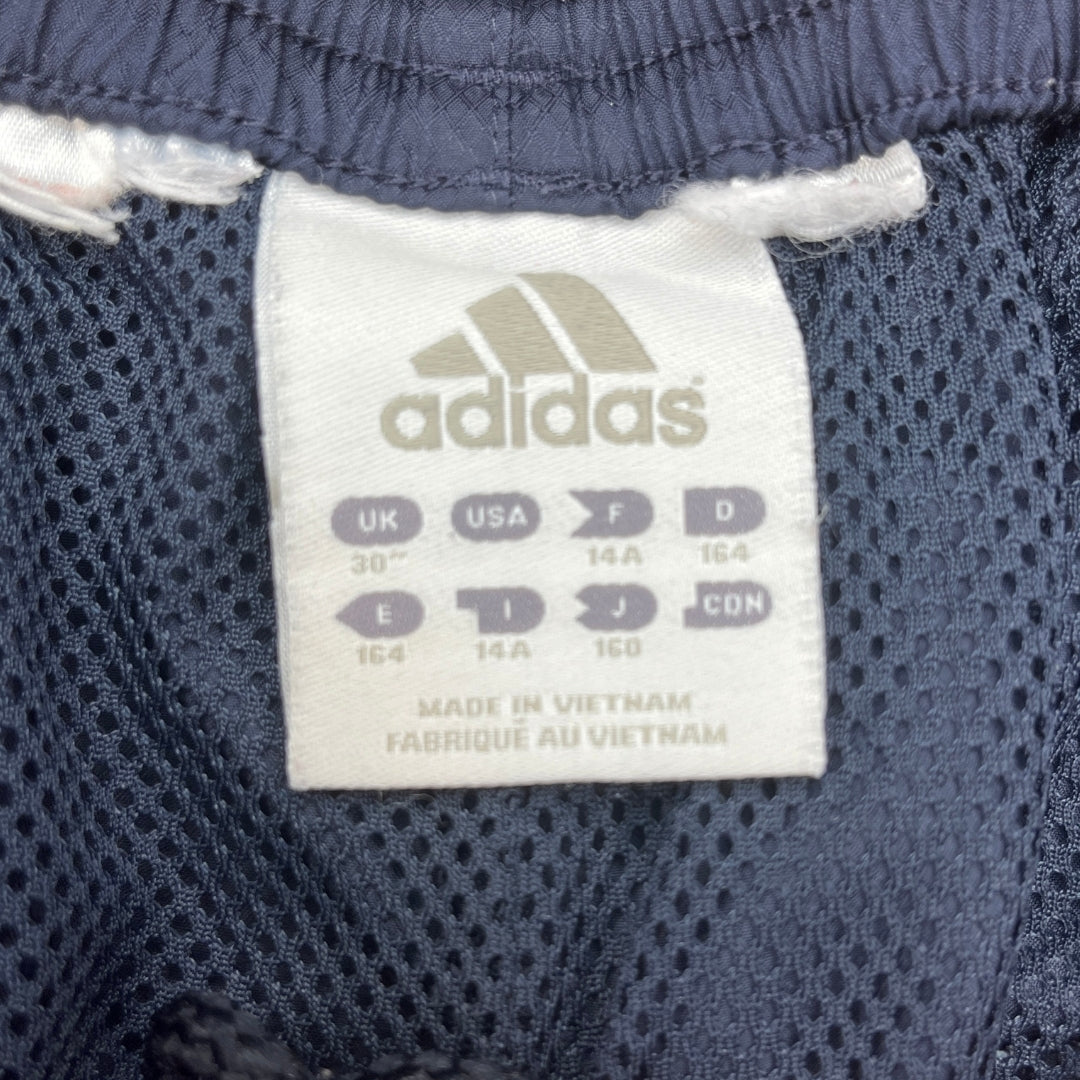 adidas
UK USA F D
30" 14A 164
E I J CDN
164 14A 160
MADE IN VIETNAM
FABRIQUÉ AU VIETNAM